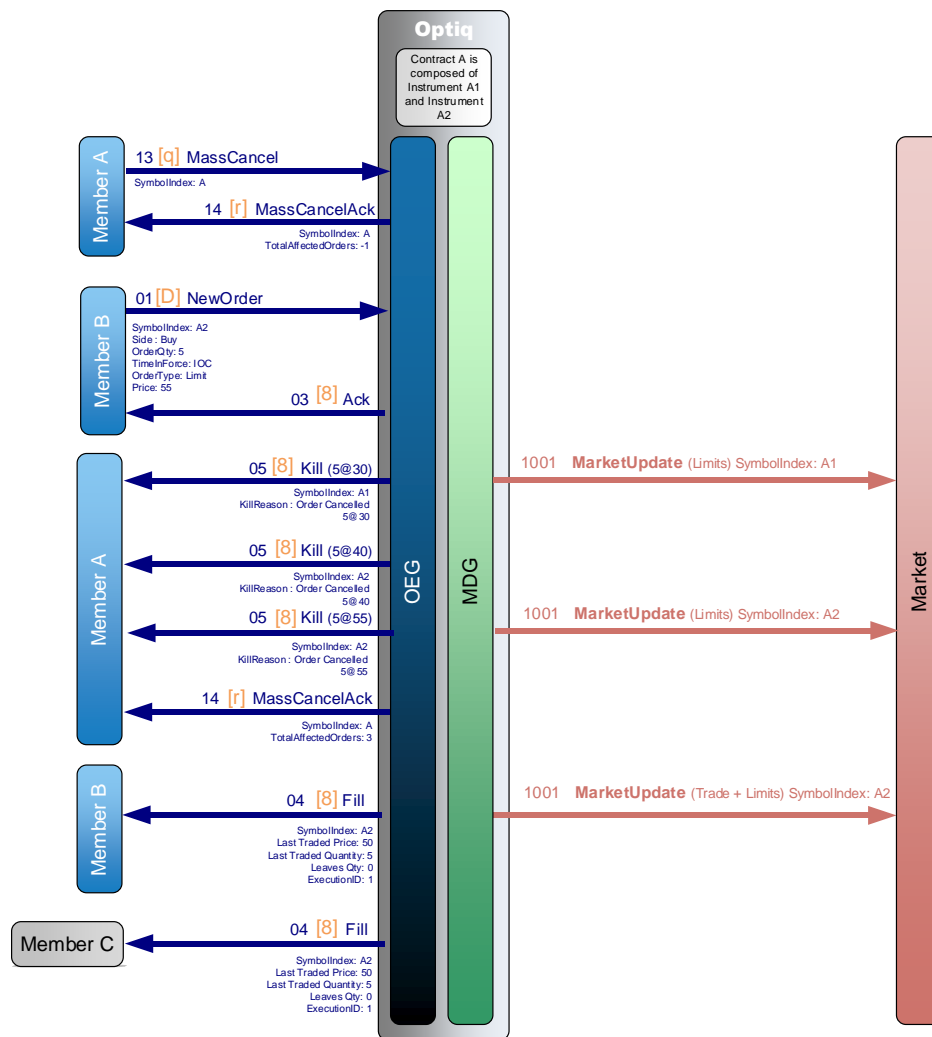 Optiq
Contract A is
composed of
Instrument A1
and Instrument
A2
Member A
13 [q] MassCancel
SymbolIndex: A
14 [r] MassCancelAck
SymbolIndex: A
TotalAffectedOrders: -1
Member B
01 [D] NewOrder
SymbolIndex: A2
Side : Buy
OrderQty: 5
TimeInForce: IOC
OrderType: Limit
Price: 55
03 [8] Ack
Member A
05 [8] Kill (5@30)
SymbolIndex: A1
KillReason : Order Cancelled
5@30
1001 MarketUpdate (Limits) SymbolIndex: A1
05 [8] Kill (5@40)
SymbolIndex: A2
KillReason : Order Cancelled
5@40
OEG
MDG
Market
05 [8] Kill (5@55)
SymbolIndex: A2
KillReason : Order Cancelled
5@55
1001 MarketUpdate (Limits) SymbolIndex: A2
14 [r] MassCancelAck
SymbolIndex: A
TotalAffectedOrders: 3
Member B
04 [8] Fill
SymbolIndex: A2
Last Traded Price: 50
Last Traded Quantity: 5
Leaves Qty: 0
ExecutionID: 1
1001 MarketUpdate (Trade + Limits) SymbolIndex: A2
Member C
04 [8] Fill
SymbolIndex: A2
Last Traded Price: 50
Last Traded Quantity: 5
Leaves Qty: 0
ExecutionID: 1